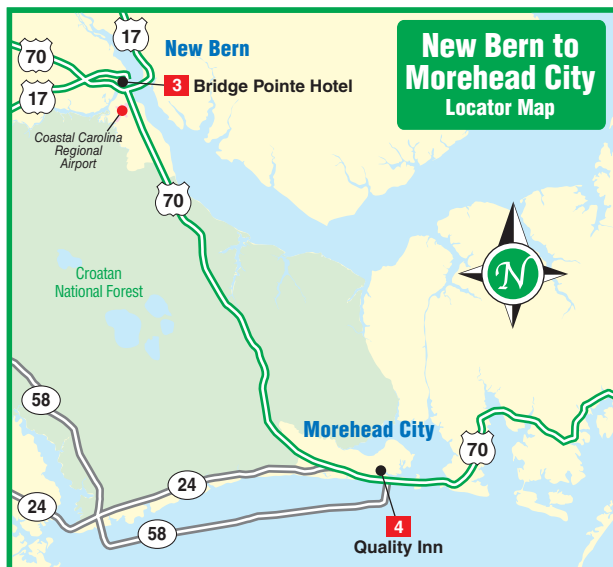 17
New Bern
70
New Bern to
Morehead City
Locator Map
3 Bridge Pointe Hotel
17
Coastal Carolina
Regional
Airport
70
Croatan
National Forest
N
58
Morehead City
70
24
24
58
4
Quality Inn